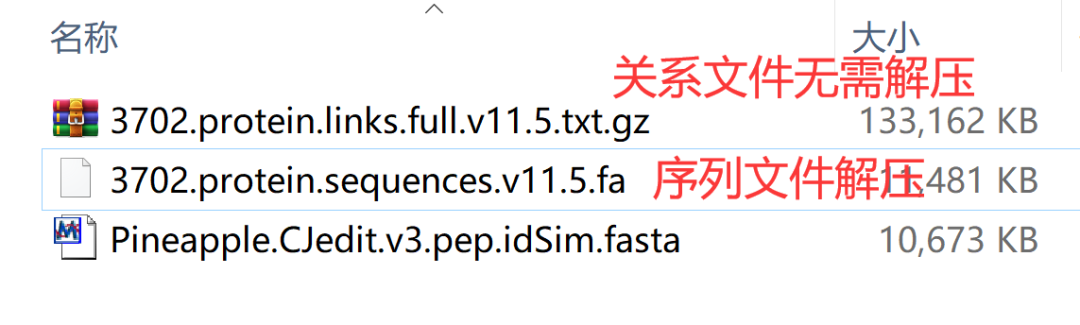 名称
大小
关系文件无需解压
3702.protein.links.full.v11.5.txt.gz
133,162 KB
3702.protein.sequences.v11.5.fa
序列文件解压
11,481 KB
Pineapple.CJedit.v3.pep.idSim.fasta
10,673 KB